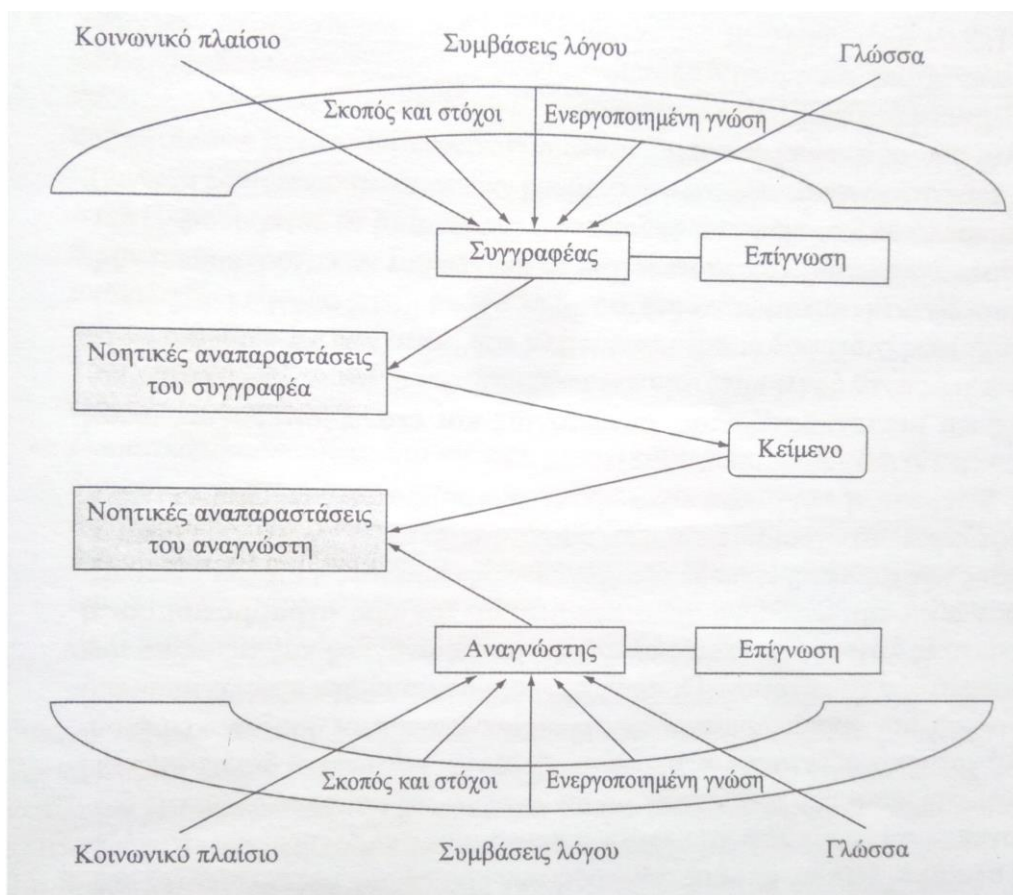 Κοινωνικό πλαίσιο
Συμβάσεις λόγου
Γλώσσα
Σκοπός και στόχοι
Ενεργοποιημένη γνώση
Συγγραφέας
Επίγνωση
Νοητικές αναπαραστάσεις
του συγγραφέα
Κείμενο
Νοητικές αναπαραστάσεις
του αναγνώστη
Αναγνώστης
Επίγνωση
Σκοπός και στόχοι
Ενεργοποιημένη γνώση
Κοινωνικό πλαίσιο
Συμβάσεις λόγου
Γλώσσα